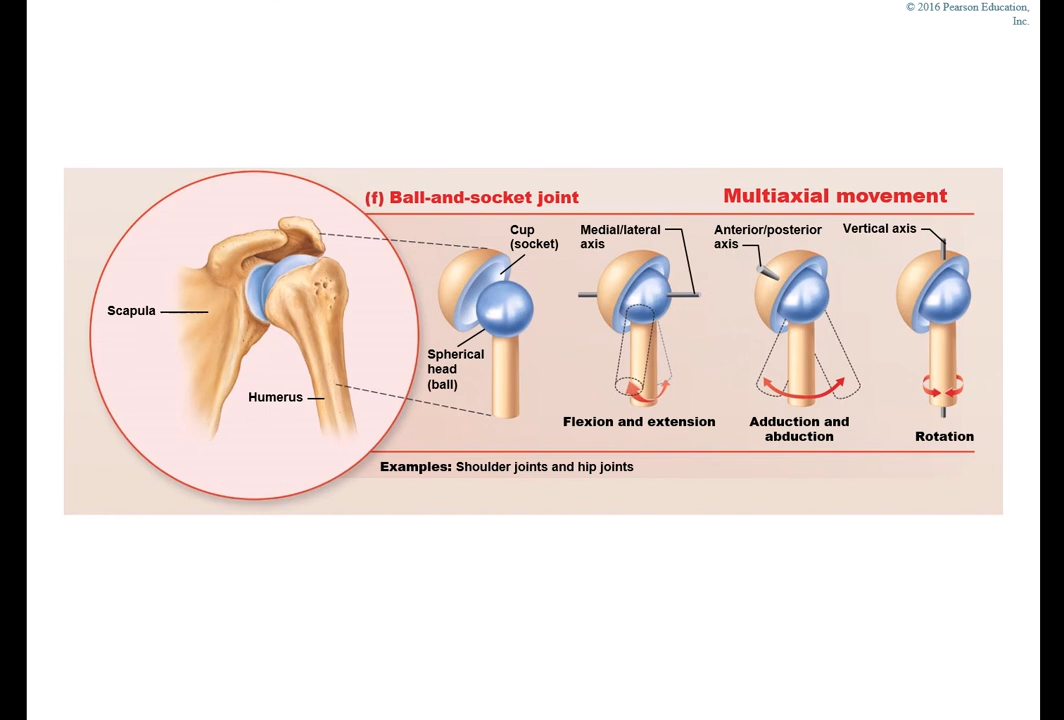 © 2016 Pearson Education,
Inc.
(f) Ball-and-socket joint
Multiaxial movement
Cup
(socket)
Medial/lateral
axis
Anterior/posterior
axis
Vertical axis
Scapula
Spherical
head
(ball)
Humerus
Flexion and extension
Adduction and
abduction
Rotation
Examples: Shoulder joints and hip joints